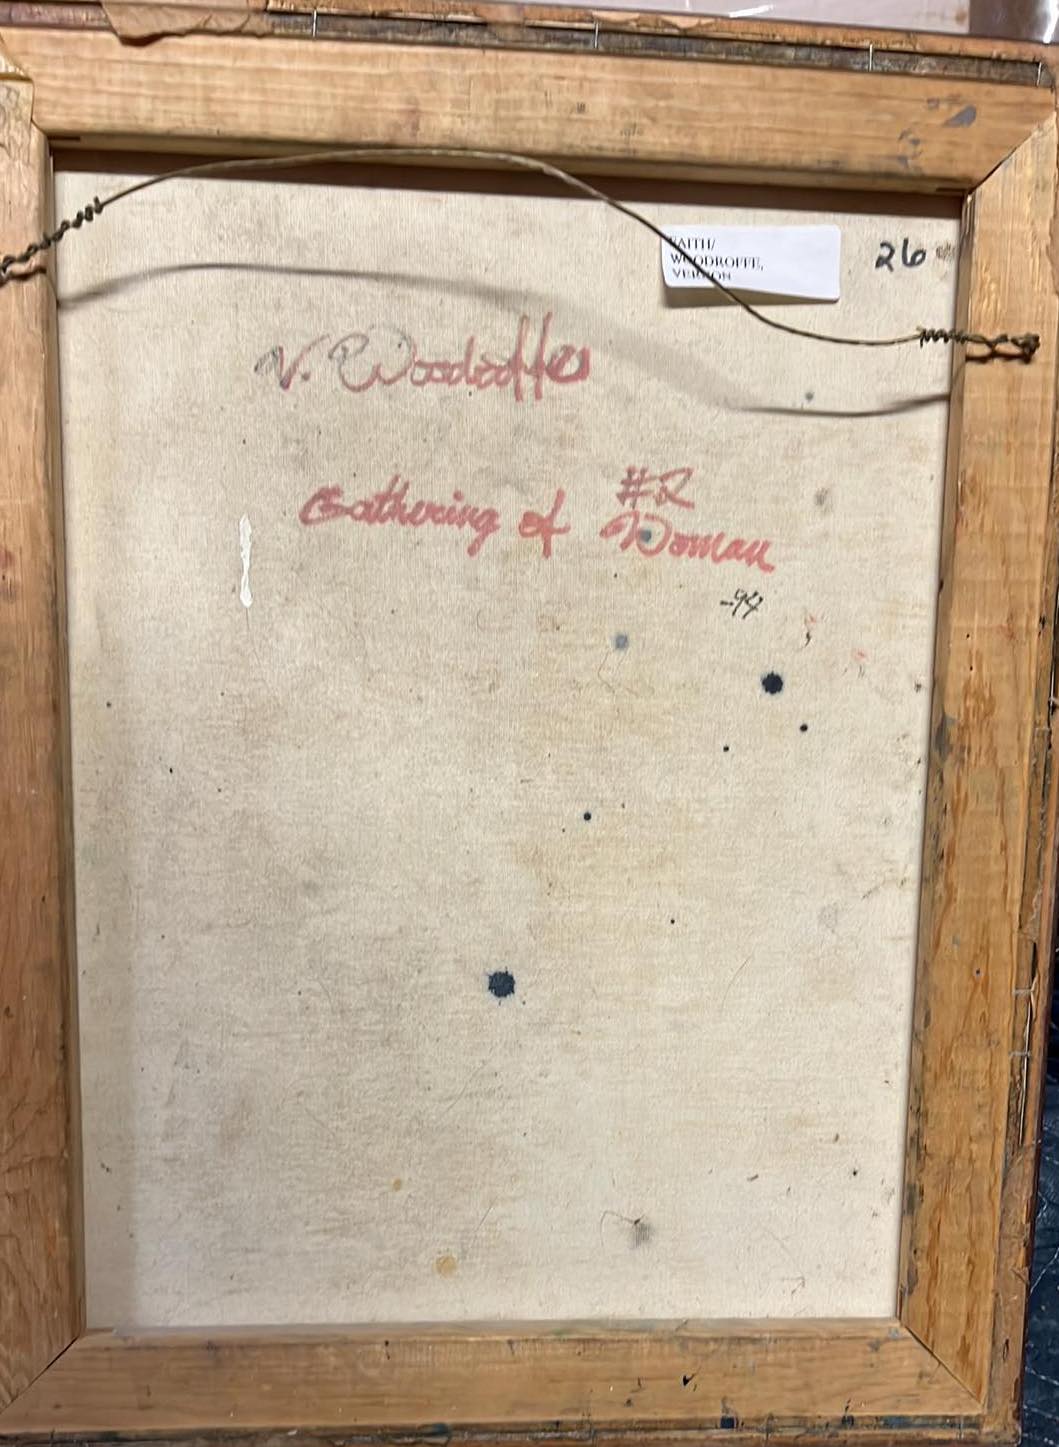 FAITH/
WOODROFFE,
VERNON
26
V. Woodroffe
#2
Gathering of Woman
-94